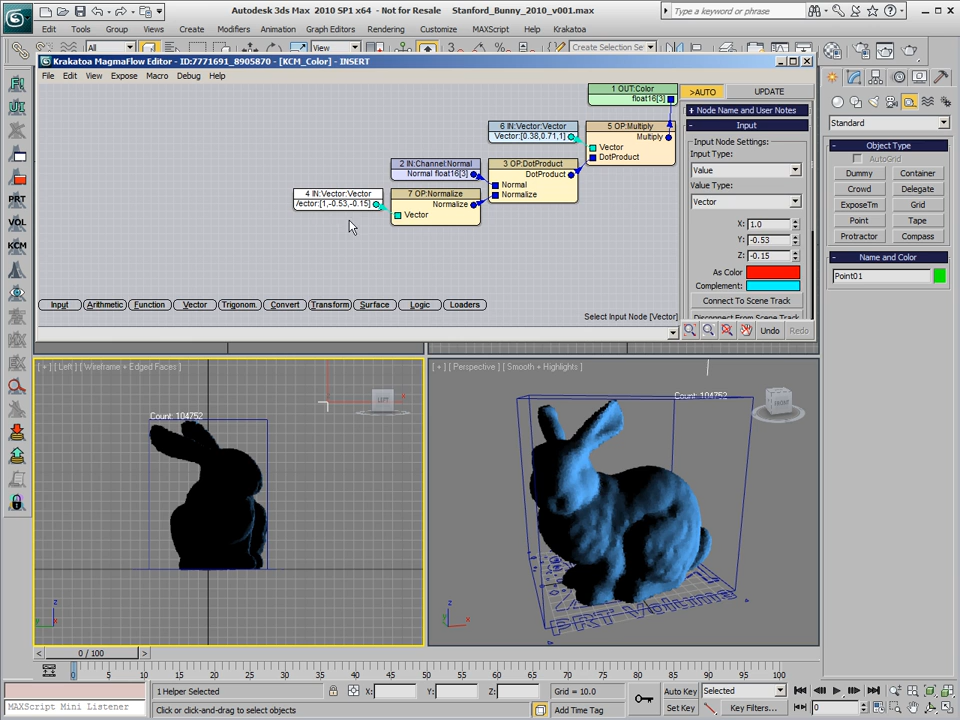 Autodesk 3ds Max 2010 SP1 x64 - Not for Resale Stanford_Bunny_2010_v001.max
Type a keyword or phrase
Edit Tools Group Views Create Modifiers Animation Graph Editors Rendering Customize MAXScript Help Krakatoa
All View Create Selection Se
Krakatoa MagmaFlow Editor - ID:7771691_8905870 - [KCM_Color] - INSERT
File Edit View Expose Macro Debug Help
1 OUT:Color
float16[3]
6 IN:Vector:Vector
Vector:[0.38,0.71,1]
5 OP:Multiply
Multiply
Vector
DotProduct
2 IN:Channel:Normal
Normal float16[3]
3 OP:DotProduct
DotProduct
Normal
Normalize
4 IN:Vector:Vector
/ector:[1,-0.53,-0.15]
7 OP:Normalize
Normalize
Vector
Input Arithmetic Function Vector Trigonom. Convert Transform Surface Logic Loaders
Select Input Node [Vector]
>AUTO UPDATE
+ Node Name and User Notes
- Input
Input Node Settings:
Input Type:
Value
Value Type:
Vector
X: 1.0
Y: -0.53
Z: -0.15
As Color
Complement:
Connect To Scene Track
Disconnect From Scene Track
Undo Redo
PRT
VOL
KCM
Standard
- Object Type
AutoGrid
Dummy Container
Crowd Delegate
ExposeTm Grid
Point Tape
Protractor Compass
- Name and Color
Point01
[ + ] [ Left ] [ Wireframe + Edged Faces ]
LEFT
x
Count: 104752
z
y
[ + ] [ Perspective ] [ Smooth + Highlights ]
Count: 104752
FRONT
PRT Volume
z
x
< 0 / 100 >
0 5 10 15 20 25 30 35 40 45 50 55 60 65 70 75 80 85 90 95 100
1 Helper Selected X: Y: Z: Grid = 10.0 Auto Key Selected
MAXScript Mini Listener Click or click-and-drag to select objects Add Time Tag Set Key Key Filters... 0